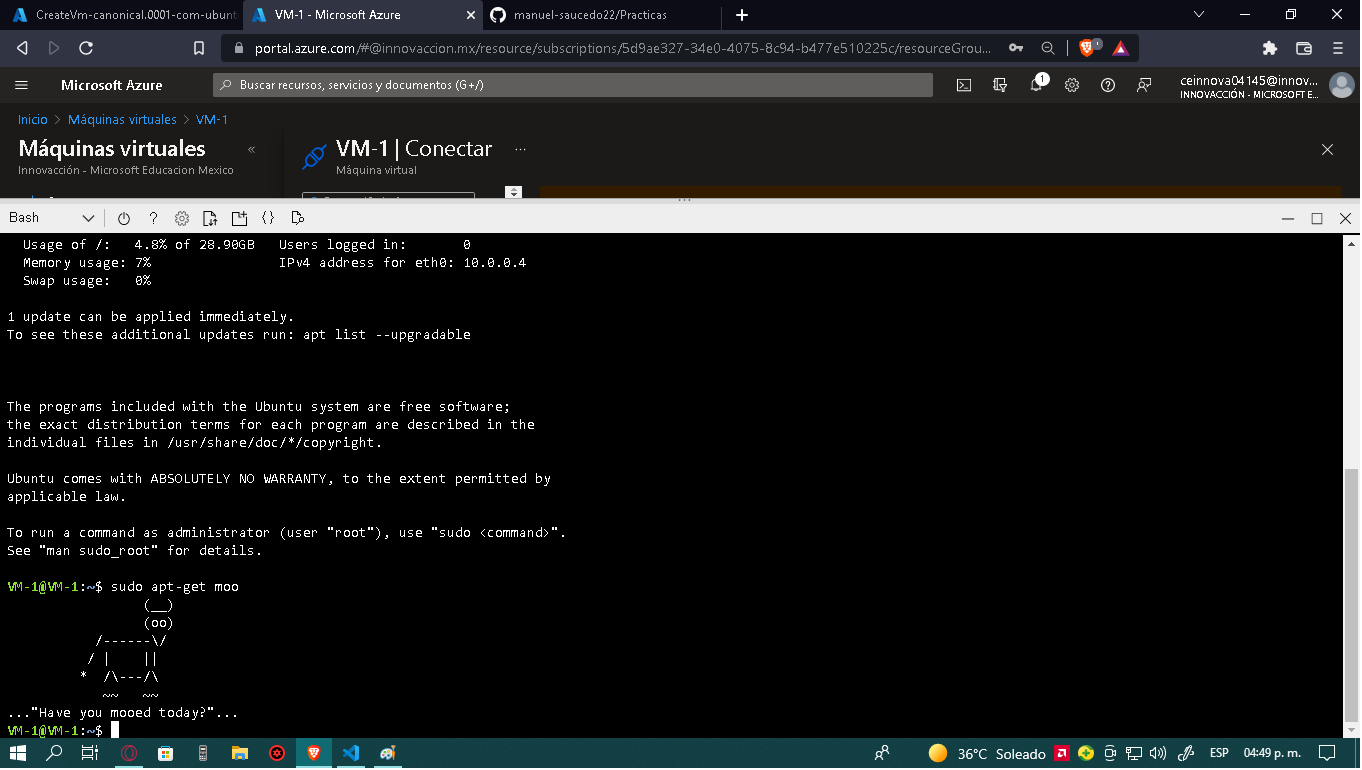 CreateVm-canonical.0001-com-ubunt
VM-1 - Microsoft Azure
manuel-saucedo22/Practicas
portal.azure.com/#@innovaccion.mx/resource/subscriptions/5d9ae327-34e0-4075-8c94-b477e510225c/resourceGrou...
Microsoft Azure
Buscar recursos, servicios y documentos (G+/)
1
ceinnova04145@innov...
INNOVACCIÓN - MICROSOFT E...
Inicio > Máquinas virtuales > VM-1
Máquinas virtuales «
Innovacción - Microsoft Educacion Mexico
VM-1 | Conectar ...
Máquina virtual
Bash
Usage of /: 4.8% of 28.90GB Users logged in: 0
Memory usage: 7% IPv4 address for eth0: 10.0.0.4
Swap usage: 0%
1 update can be applied immediately.
To see these additional updates run: apt list --upgradable
The programs included with the Ubuntu system are free software;
the exact distribution terms for each program are described in the
individual files in /usr/share/doc/*/copyright.
Ubuntu comes with ABSOLUTELY NO WARRANTY, to the extent permitted by
applicable law.
To run a command as administrator (user "root"), use "sudo <command>".
See "man sudo_root" for details.
VM-1@VM-1:~$ sudo apt-get moo
                 (__)
                 (oo)
           /------\/
          / |    ||
         *  /\---/\
            ~~   ~~
..."Have you mooed today?"...
VM-1@VM-1:~$
36°C Soleado
ESP
04:49 p. m.